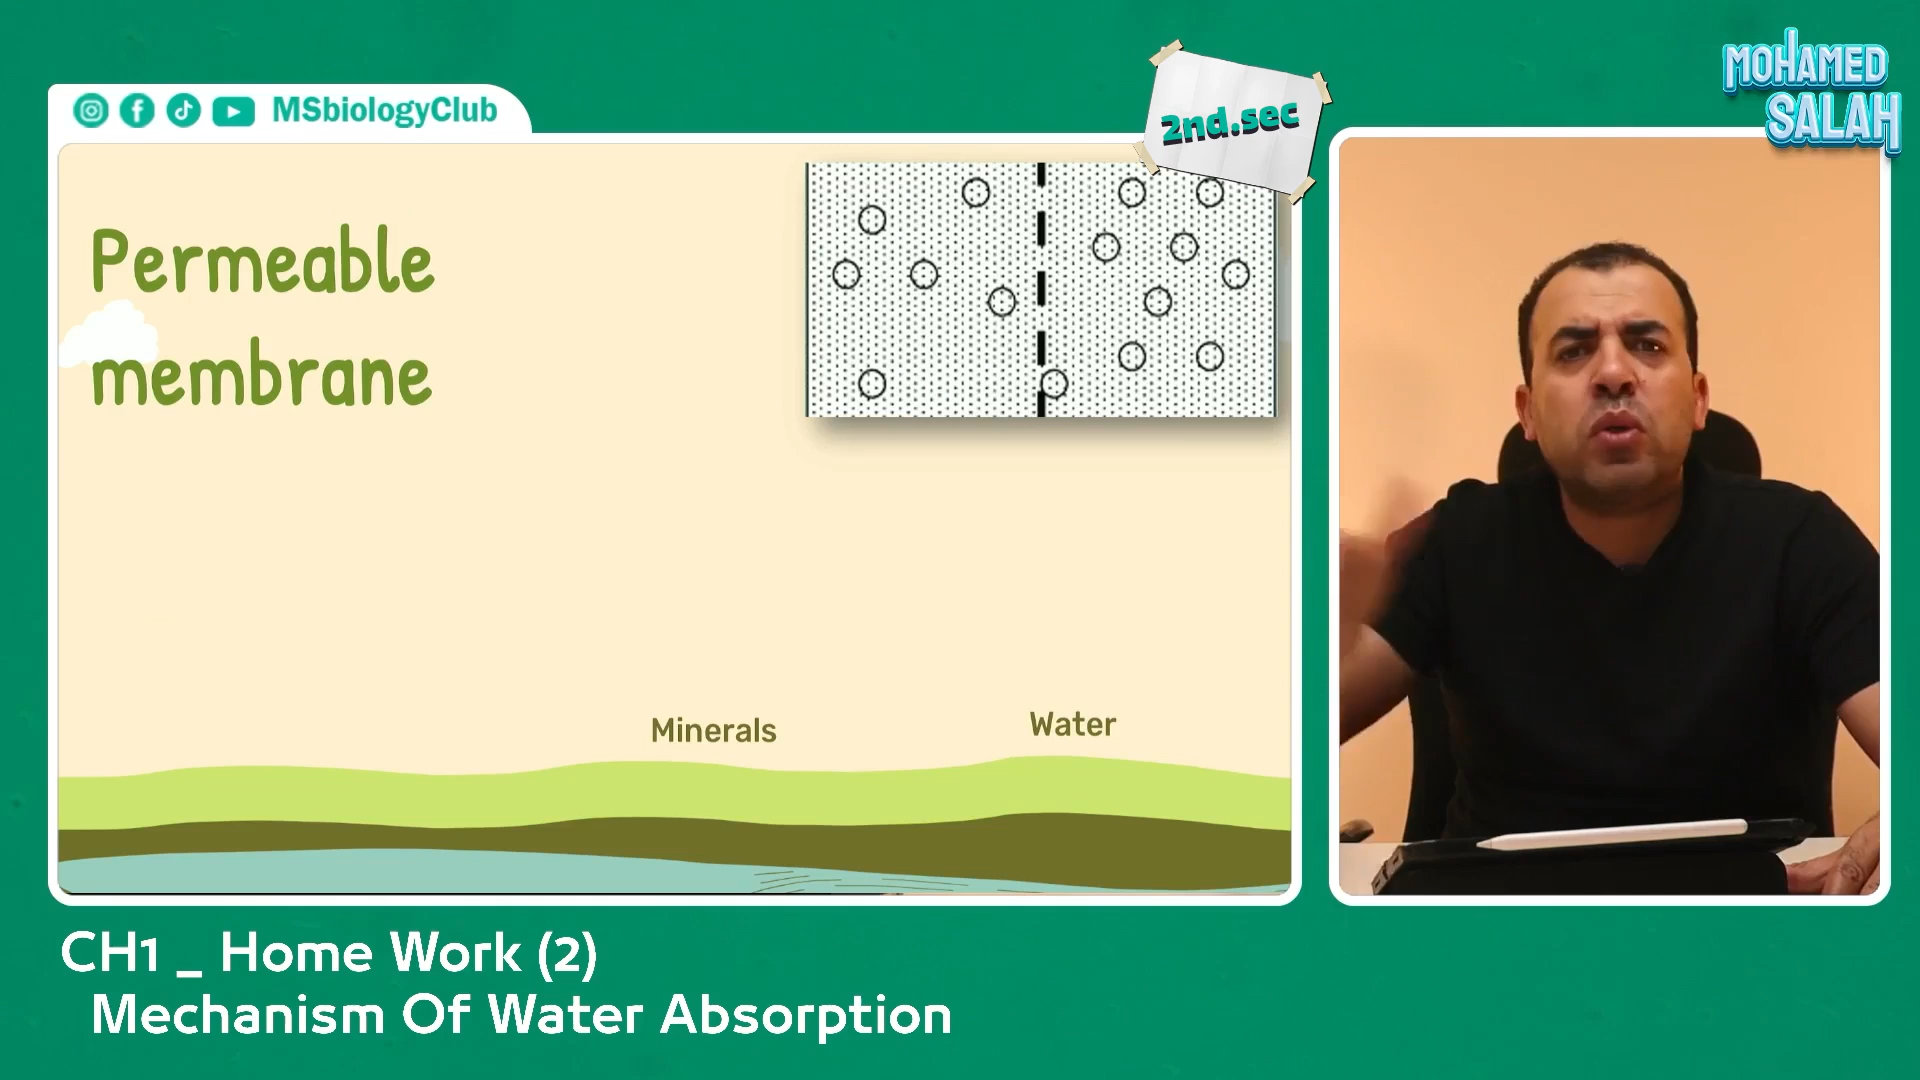 MSbiologyClub
2nd.sec
MOHAMED
SALAH
Permeable
membrane
Minerals
Water
CH1 _ Home Work (2)
Mechanism Of Water Absorption